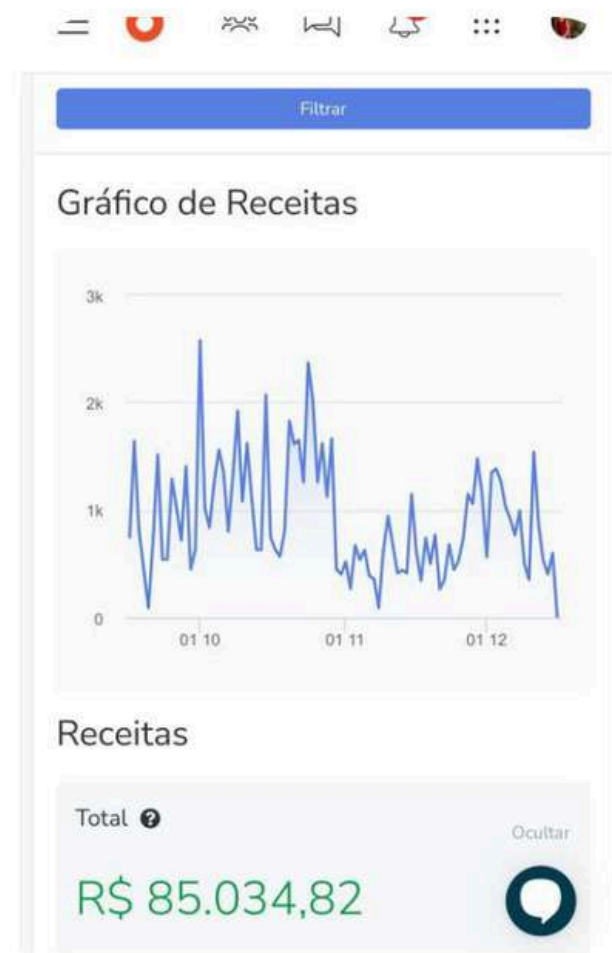 Filtrar
Gráfico de Receitas
3k
2k
1k
0
01 10
01 11
01 12
Receitas
Total ?
Ocultar
R$ 85.034,82